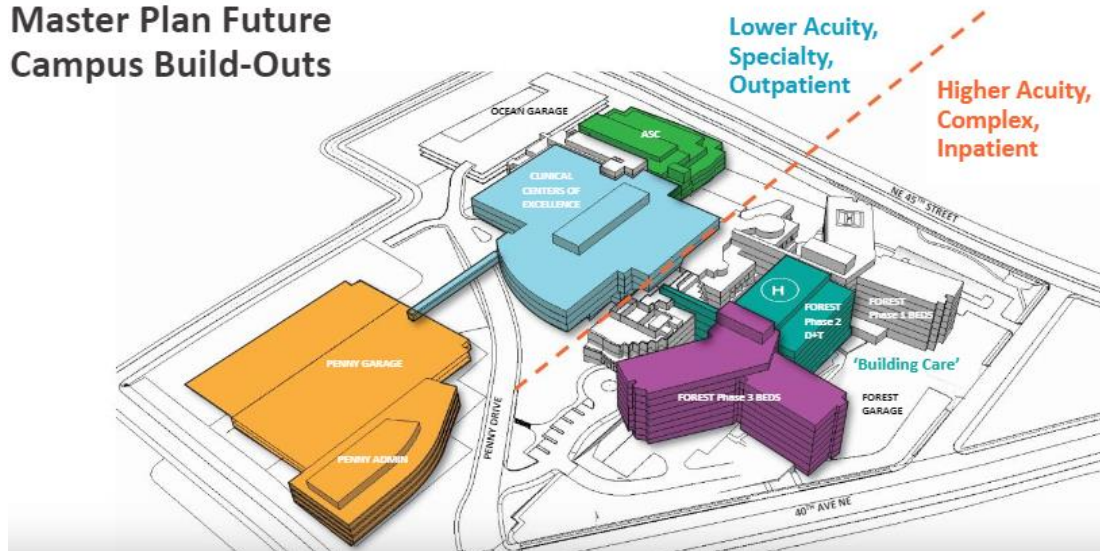 Master Plan Future
Campus Build-Outs
Lower Acuity,
Specialty,
Outpatient
Higher Acuity,
Complex,
Inpatient
OCEAN GARAGE
ASC
CLINICAL
CENTERS OF
EXCELLENCE
NE 45TH STREET
H
FOREST
Phase 2
D+T
FOREST
Phase 1 BEDS
'Building Care'
PENNY GARAGE
FOREST Phase 3 BEDS
FOREST
GARAGE
PENNY DRIVE
PENNY ADMIN
40TH AVE NE